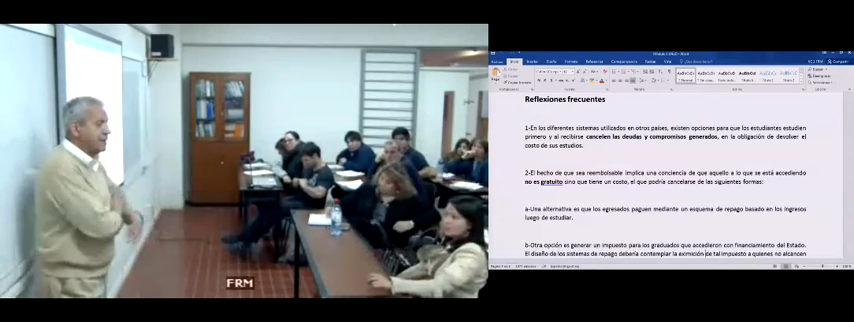 FRM
Reflexiones frecuentes
1-En los diferentes sistemas utilizados en otros países, existen opciones para que los estudiantes estudien
primero y al recibirse cancelen las deudas y compromisos generados, en la obligación de devolver el
costo de sus estudios.
2-El hecho de que sea reembolsable implica una conciencia de que aquello a lo que se está accediendo
no es gratuito sino que tiene un costo, el que podría cancelarse de las siguientes formas:
a-Una alternativa es que los egresados paguen mediante un esquema de repago basado en los ingresos
luego de estudiar.
b-Otra opción es generar un impuesto para los graduados que accedieron con financiamiento del Estado.
El diseño de los sistemas de repago debería contemplar la eximición de tal impuesto a quienes no alcancen